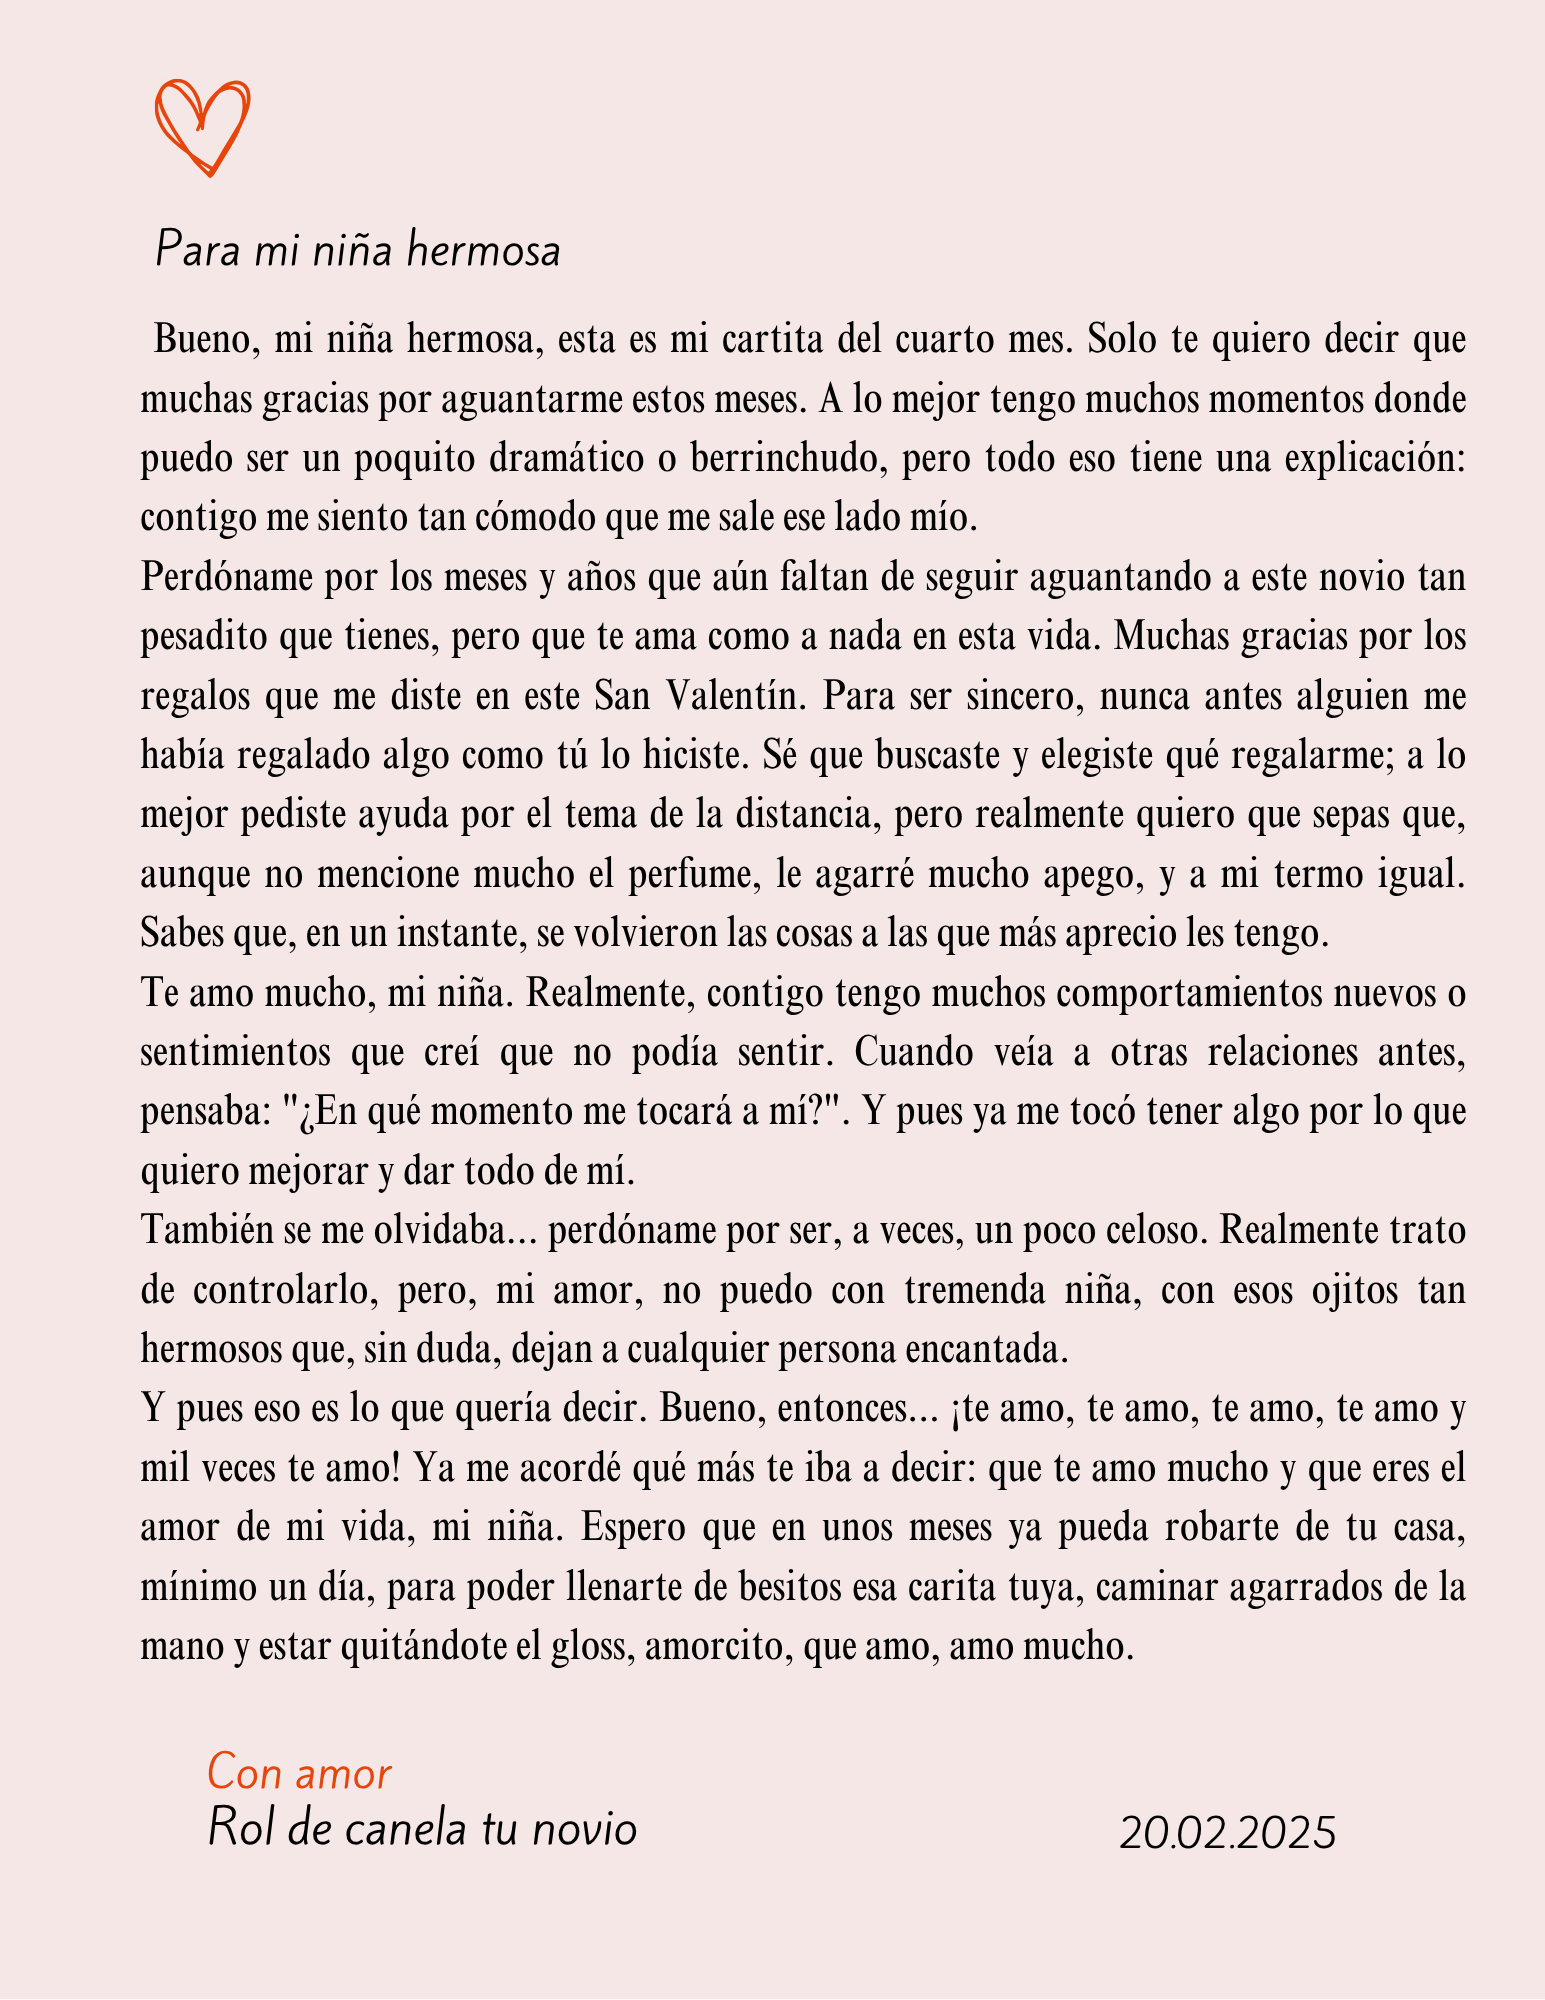 Para mi niña hermosa
Bueno, mi niña hermosa, esta es mi cartita del cuarto mes. Solo te quiero decir que
muchas gracias por aguantarme estos meses. A lo mejor tengo muchos momentos donde
puedo ser un poquito dramático o berrinchudo, pero todo eso tiene una explicación:
contigo me siento tan cómodo que me sale ese lado mío.
Perdóname por los meses y años que aún faltan de seguir aguantando a este novio tan
pesadito que tienes, pero que te ama como a nada en esta vida. Muchas gracias por los
regalos que me diste en este San Valentín. Para ser sincero, nunca antes alguien me
había regalado algo como tú lo hiciste. Sé que buscaste y elegiste qué regalarme; a lo
mejor pediste ayuda por el tema de la distancia, pero realmente quiero que sepas que,
aunque no mencione mucho el perfume, le agarré mucho apego, y a mi termo igual.
Sabes que, en un instante, se volvieron las cosas a las que más aprecio les tengo.
Te amo mucho, mi niña. Realmente, contigo tengo muchos comportamientos nuevos o
sentimientos que creí que no podía sentir. Cuando veía a otras relaciones antes,
pensaba: "¿En qué momento me tocará a mí?". Y pues ya me tocó tener algo por lo que
quiero mejorar y dar todo de mí.
También se me olvidaba... perdóname por ser, a veces, un poco celoso. Realmente trato
de controlarlo, pero, mi amor, no puedo con tremenda niña, con esos ojitos tan
hermosos que, sin duda, dejan a cualquier persona encantada.
Y pues eso es lo que quería decir. Bueno, entonces... ¡te amo, te amo, te amo, te amo y
mil veces te amo! Ya me acordé qué más te iba a decir: que te amo mucho y que eres el
amor de mi vida, mi niña. Espero que en unos meses ya pueda robarte de tu casa,
mínimo un día, para poder llenarte de besitos esa carita tuya, caminar agarrados de la
mano y estar quitándote el gloss, amorcito, que amo, amo mucho.
Con amor
Rol de canela tu novio
20.02.2025